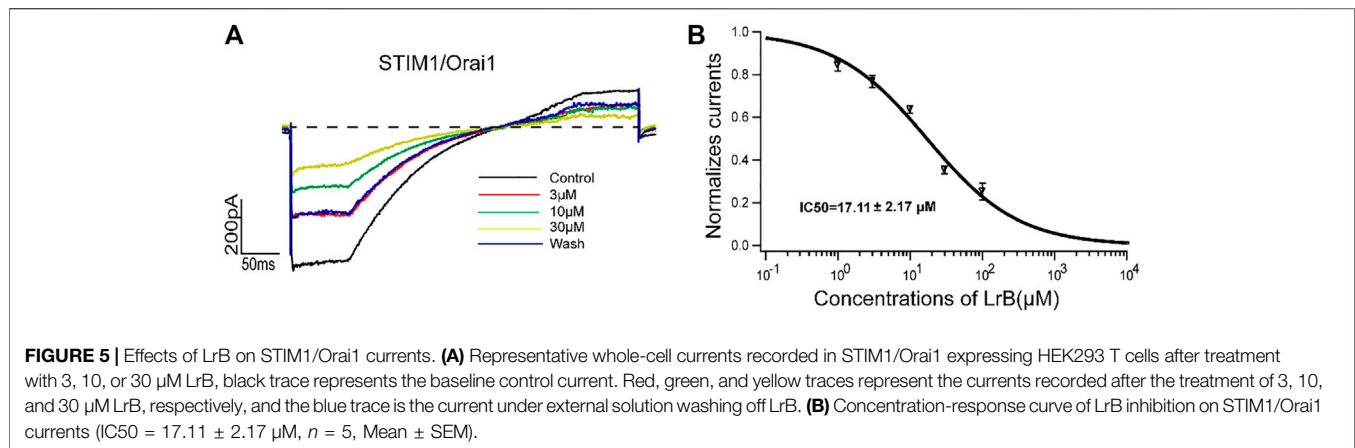 A
STIM1/Orai1
Control
3µM
10µM
30µM
Wash
200pA
50ms
B
Normalizes currents
1.0
0.8
0.6
0.4
0.2
0.0
IC50=17.11 ± 2.17 µM
10⁻¹ 10⁰ 10¹ 10² 10³ 10⁴
Concentrations of LrB(µM)
FIGURE 5 | Effects of LrB on STIM1/Orai1 currents. (A) Representative whole-cell currents recorded in STIM1/Orai1 expressing HEK293 T cells after treatment
with 3, 10, or 30 µM LrB, black trace represents the baseline control current. Red, green, and yellow traces represent the currents recorded after the treatment of 3, 10,
and 30 µM LrB, respectively, and the blue trace is the current under external solution washing off LrB. (B) Concentration-response curve of LrB inhibition on STIM1/Orai1
currents (IC50 = 17.11 ± 2.17 µM, n = 5, Mean ± SEM).